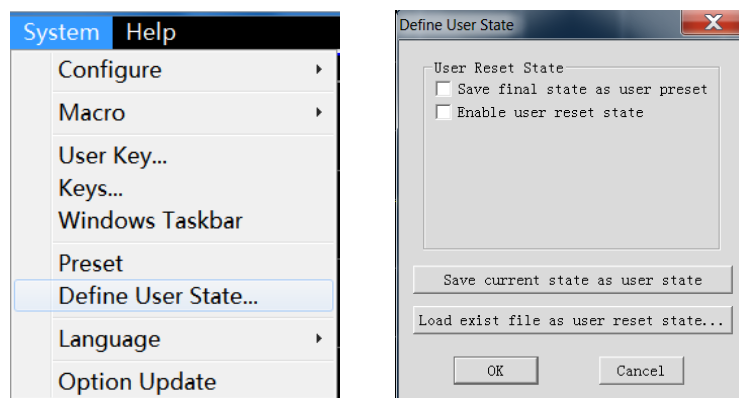 System Help
Configure
Macro
User Key...
Keys...
Windows Taskbar
Preset
Define User State...
Language
Option Update
Define User State
User Reset State
Save final state as user preset
Enable user reset state
Save current state as user state
Load exist file as user reset state...
OK Cancel